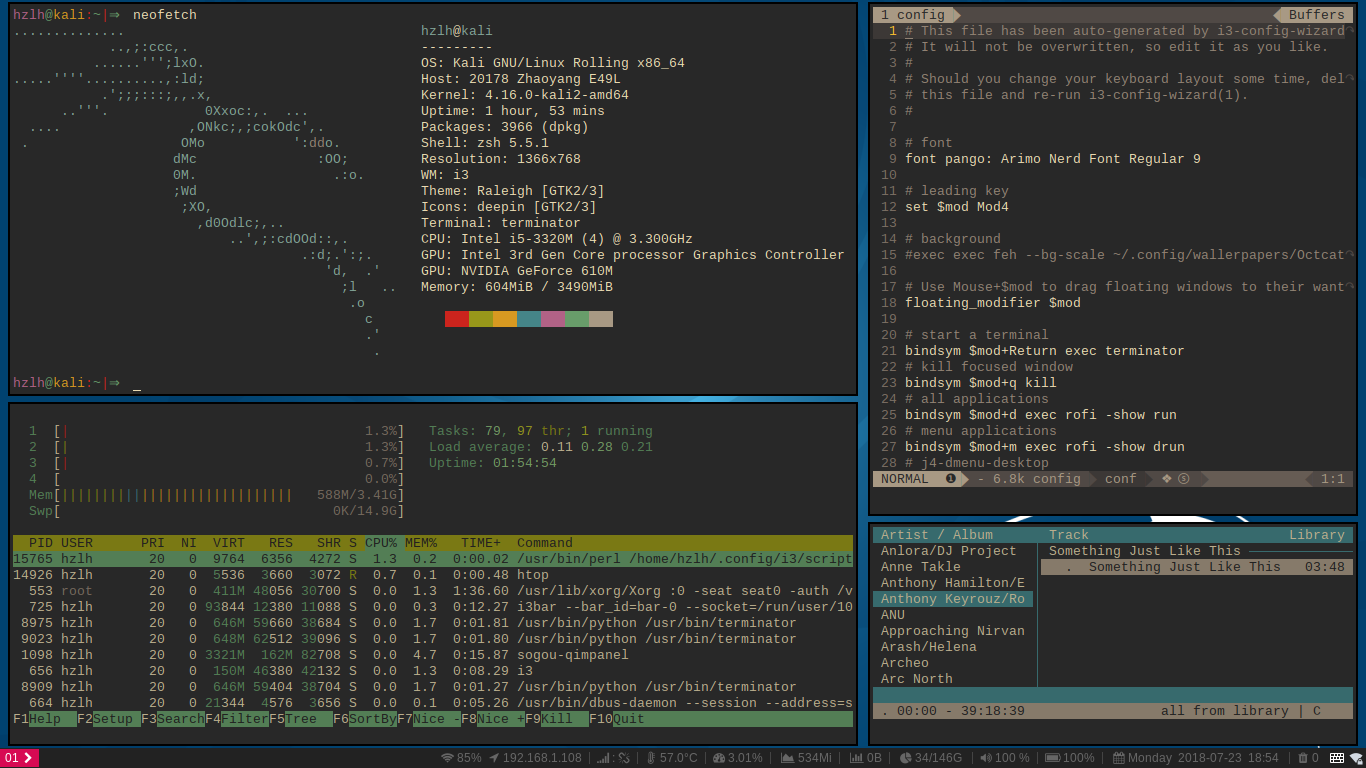 hzlh@kali:~|⇒  neofetch
..............
..,;:ccc,.
......''';lxO.
.....''''..........,:ld;
.';;;:::;,,.x,
..'''.            0Xxoc:,.  ...
....                ,ONkc;,;cokOdc',.
.                   OMo           ':ddo.
dMc               :OO;
0M.                 .:o.
;Wd
;XO,
,d0Odlc;,..
..',;:cdOOd::,.
.:d;.':;.
'd,  .'
;l   ..
.o
c
.'
.
hzlh@kali
---------
OS: Kali GNU/Linux Rolling x86_64
Host: 20178 Zhaoyang E49L
Kernel: 4.16.0-kali2-amd64
Uptime: 1 hour, 53 mins
Packages: 3966 (dpkg)
Shell: zsh 5.5.1
Resolution: 1366x768
WM: i3
Theme: Raleigh [GTK2/3]
Icons: deepin [GTK2/3]
Terminal: terminator
CPU: Intel i5-3320M (4) @ 3.300GHz
GPU: Intel 3rd Gen Core processor Graphics Controller
GPU: NVIDIA GeForce 610M
Memory: 604MiB / 3490MiB
hzlh@kali:~|⇒  _
1  [|                                     1.3%]
2  [|                                     1.3%]
3  [|                                     0.7%]
4  [                                      0.0%]
Mem[|||||||||||||||||||||||||||||   588M/3.41G]
Swp[                                  0K/14.9G]
Tasks: 79, 97 thr; 1 running
Load average: 0.11 0.28 0.21
Uptime: 01:54:54
PID USER      PRI  NI  VIRT   RES   SHR S CPU% MEM%   TIME+  Command
15765 hzlh       20   0  9764  6356  4272 S  1.3  0.2  0:00.02 /usr/bin/perl /home/hzlh/.config/i3/script
14926 hzlh       20   0  5536  3660  3072 R  0.7  0.1  0:00.48 htop
553 root       20   0  411M 48056 30700 S  0.0  1.3  1:36.60 /usr/lib/xorg/Xorg :0 -seat seat0 -auth /v
725 hzlh       20   0 93844 12380 11088 S  0.0  0.3  0:12.27 i3bar --bar_id=bar-0 --socket=/run/user/10
8975 hzlh       20   0  646M 59660 38684 S  0.0  1.7  0:01.81 /usr/bin/python /usr/bin/terminator
9023 hzlh       20   0  648M 62512 39096 S  0.0  1.7  0:01.80 /usr/bin/python /usr/bin/terminator
1098 hzlh       20   0 3321M  162M 82708 S  0.0  4.7  0:15.87 sogou-qimpanel
656 hzlh       20   0  150M 46380 42132 S  0.0  1.3  0:08.29 i3
8909 hzlh       20   0  646M 59404 38704 S  0.0  1.7  0:01.27 /usr/bin/python /usr/bin/terminator
664 hzlh       20   0 21344  4576  3656 S  0.0  0.1  0:05.26 /usr/bin/dbus-daemon --session --address=s
F1Help  F2Setup F3SearchF4FilterF5Tree  F6SortByF7Nice -F8Nice +F9Kill  F10Quit
1 config Buffers
1 # This file has been auto-generated by i3-config-wizard
2 # It will not be overwritten, so edit it as you like.
3 #
4 # Should you change your keyboard layout some time, del
5 # this file and re-run i3-config-wizard(1).
6 #
7
8 # font
9 font pango: Arimo Nerd Font Regular 9
10
11 # leading key
12 set $mod Mod4
13
14 # background
15 #exec exec feh --bg-scale ~/.config/wallerpapers/Octcat
16
17 # Use Mouse+$mod to drag floating windows to their want
18 floating_modifier $mod
19
20 # start a terminal
21 bindsym $mod+Return exec terminator
22 # kill focused window
23 bindsym $mod+q kill
24 # all applications
25 bindsym $mod+d exec rofi -show run
26 # menu applications
27 bindsym $mod+m exec rofi -show drun
28 # j4-dmenu-desktop
NORMAL ❶ - 6.8k config conf ❖ ⓢ 1:1
Artist / Album Track Library
Anlora/DJ Project
Anne Takle
Anthony Hamilton/E
Anthony Keyrouz/Ro
ANU
Approaching Nirvan
Arash/Helena
Archeo
Arc North
Something Just Like This
. Something Just Like This 03:48
. 00:00 - 39:18:39 all from library | C
01 85% | 192.168.1.108 | : | 57.0°C | 3.01% | 534Mi | 0B | 34/146G | 100 % | 100% | Monday 2018-07-23 18:54 | 0